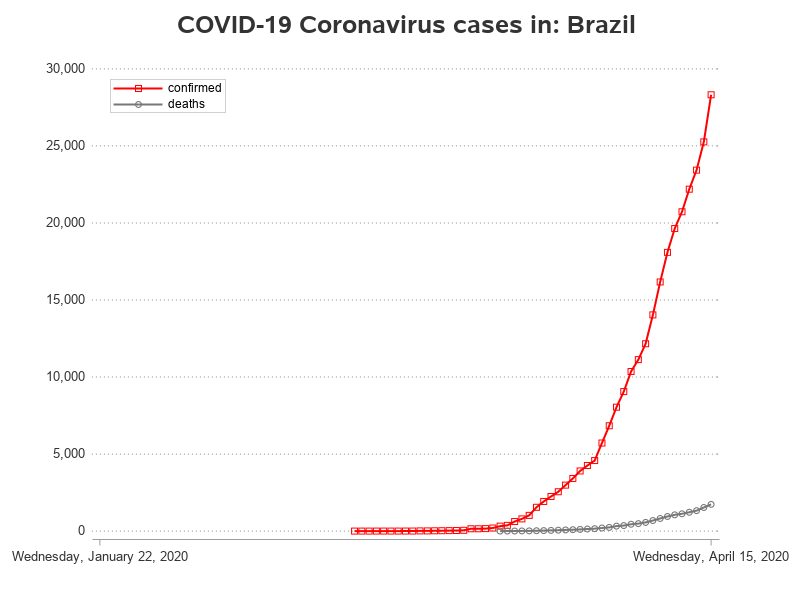 COVID-19 Coronavirus cases in: Brazil
30,000
confirmed
deaths
25,000
20,000
15,000
10,000
5,000
0
Wednesday, January 22, 2020 Wednesday, April 15, 2020